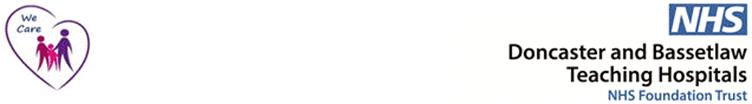 We
Care
NHS
Doncaster and Bassetlaw
Teaching Hospitals
NHS Foundation Trust